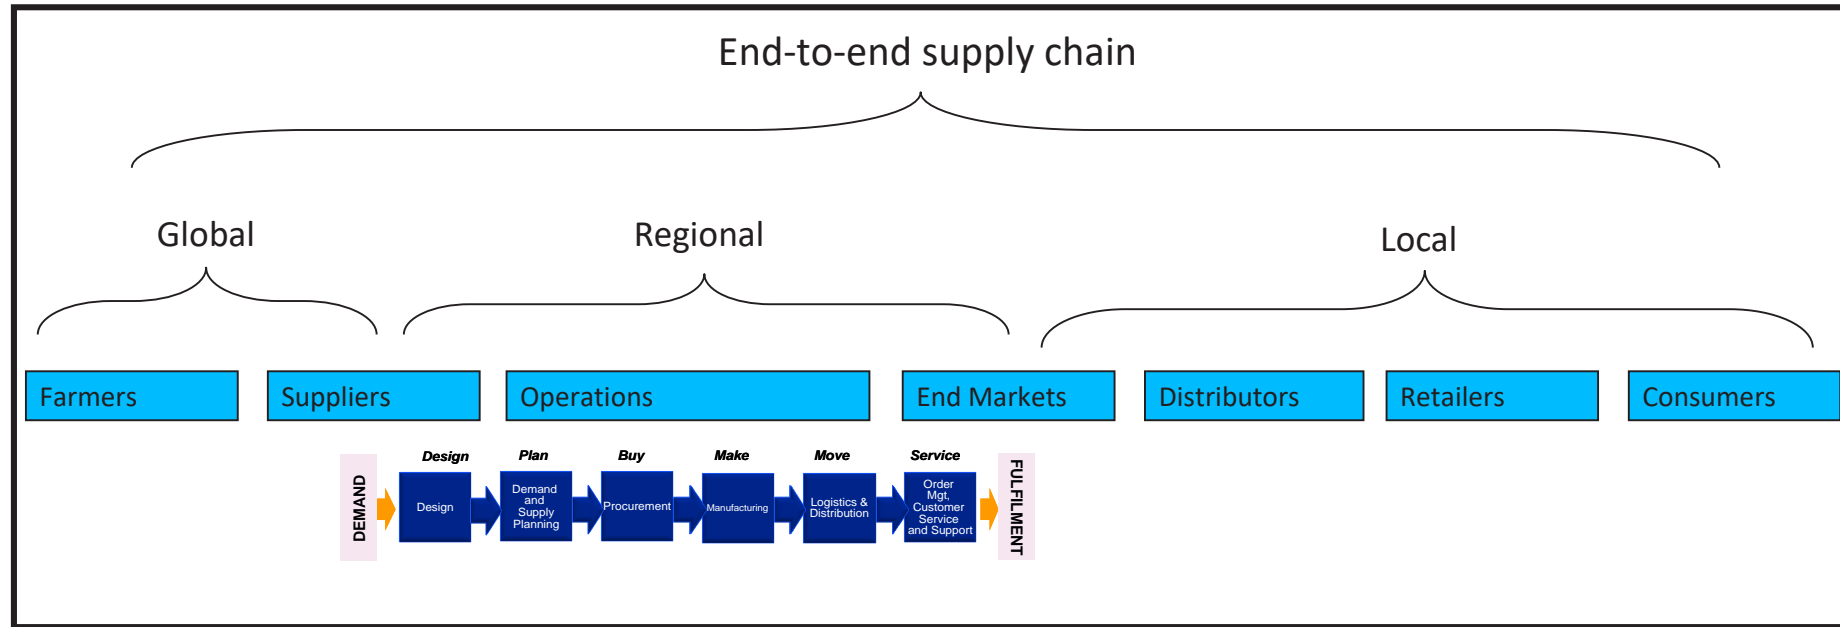 End-to-end supply chain
Global
Regional
Local
Farmers
Suppliers
Operations
End Markets
Distributors
Retailers
Consumers
Design
Plan
Buy
Make
Move
Service
DEMAND
Design
Demand
and
Supply
Planning
Procurement
Manufacturing
Logistics &
Distribution
Order
Mgt,
Customer
Service
and Support
FULFILMENT